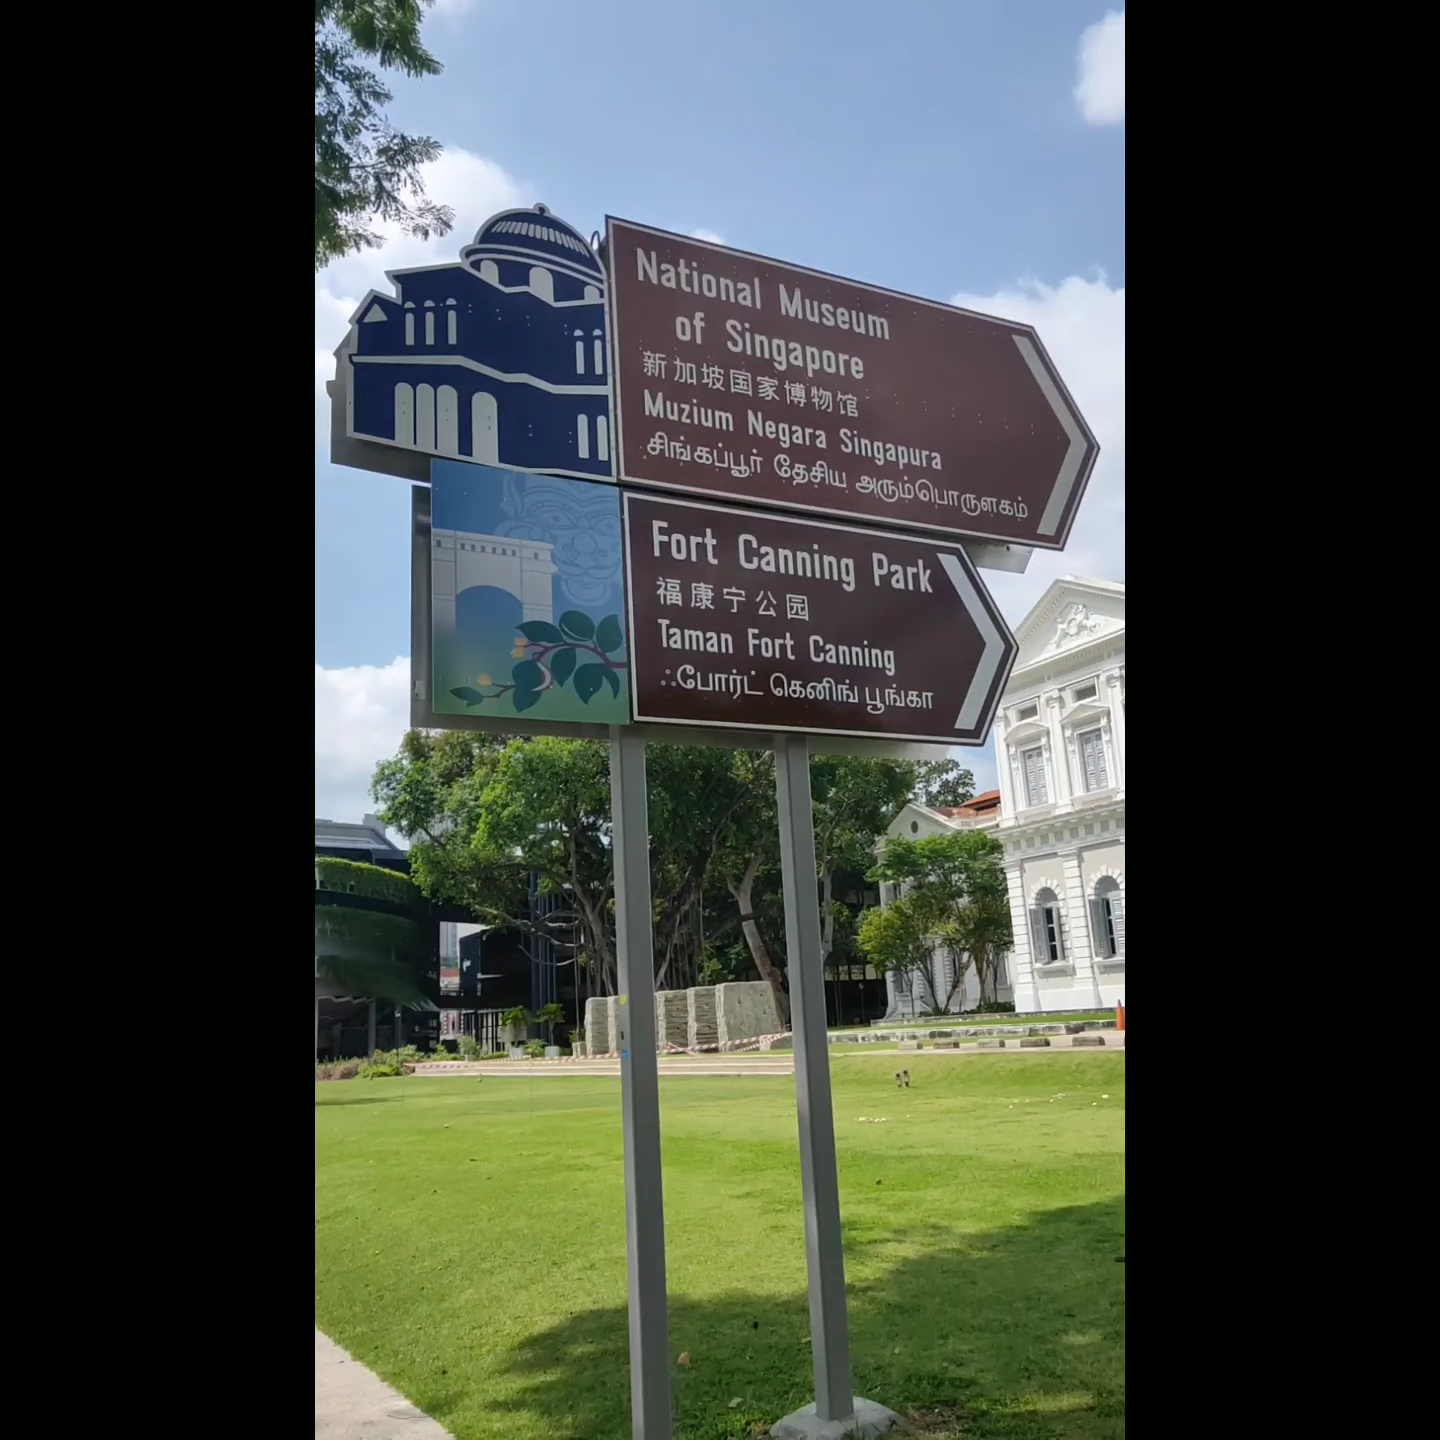 National Museum
of Singapore
新加坡国家博物馆
Muzium Negara Singapura
சிங்கப்பூர் தேசிய அரும்பொருளகம்
Fort Canning Park
福康宁公园
Taman Fort Canning
ஃபோர்ட் கெனிங் பூங்கா